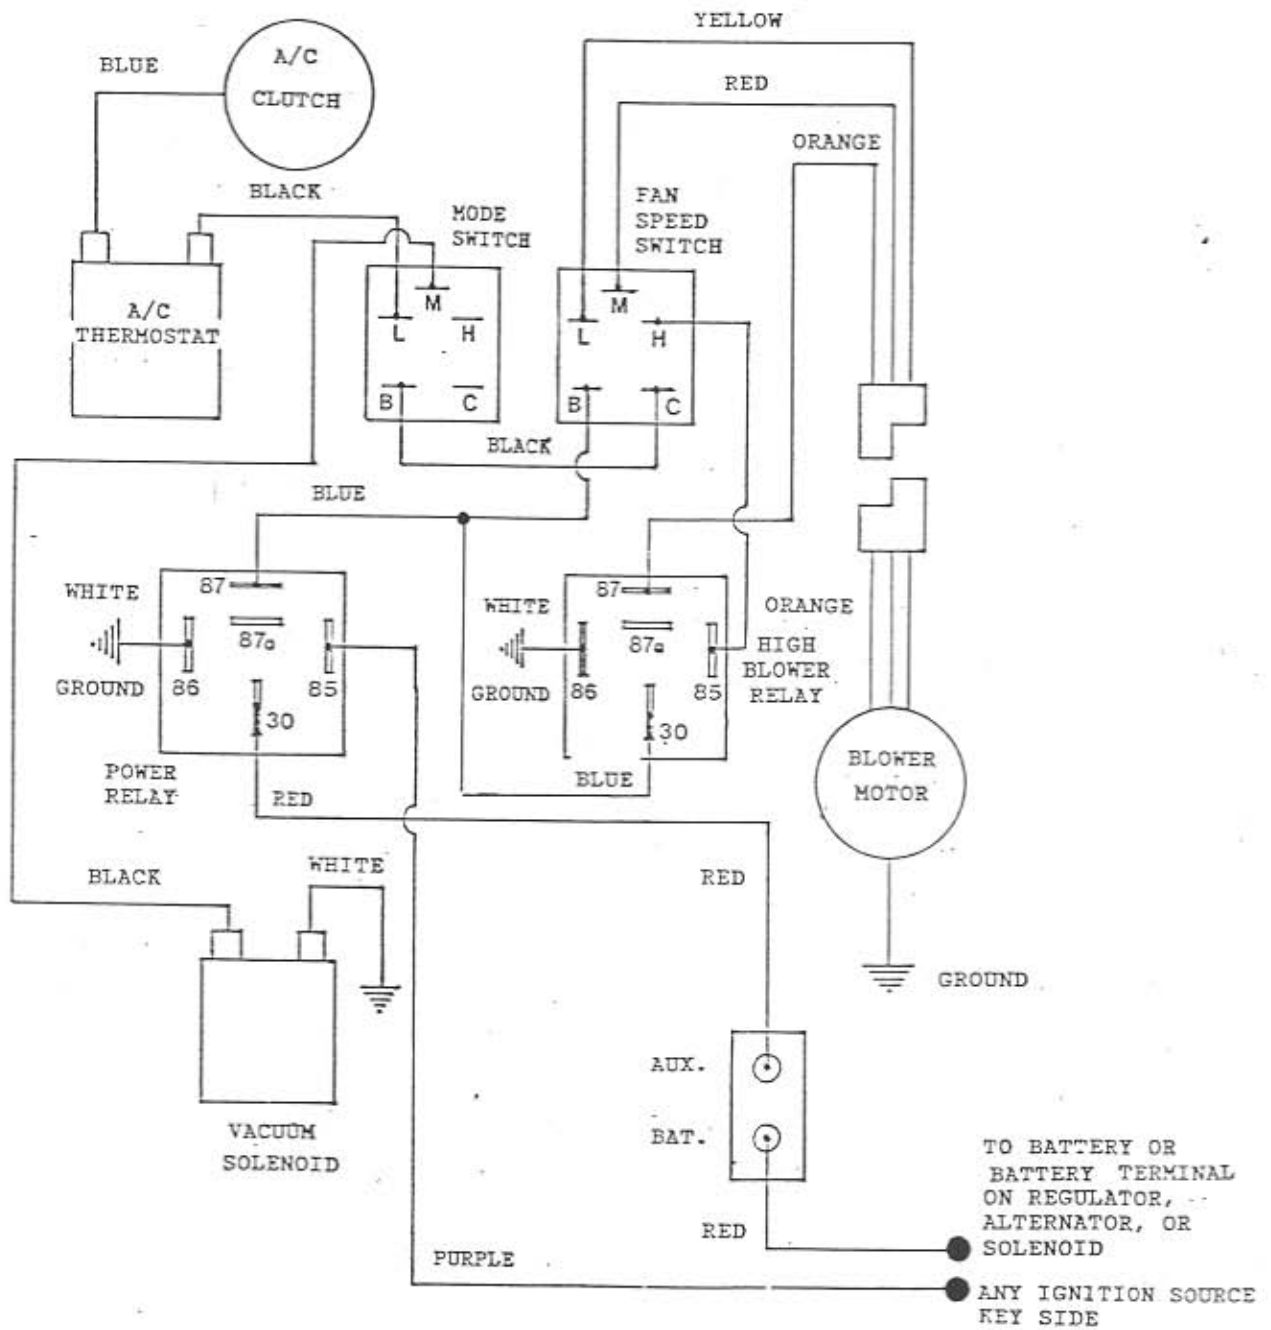 YELLOW
A/C
CLUTCH
BLUE
RED
ORANGE
BLACK
MODE
SWITCH
FAN
SPEED
SWITCH
A/C
THERMOSTAT
M
L
H
B
C
M
L
H
B
C
BLACK
BLUE
WHITE
GROUND
87
87a
86
85
30
POWER
RELAY
RED
WHITE
GROUND
87
87a
86
85
30
BLUE
ORANGE
HIGH
BLOWER
RELAY
BLOWER
MOTOR
BLACK
WHITE
RED
GROUND
VACUUM
SOLENOID
AUX.
BAT.
RED
PURPLE
TO BATTERY OR
BATTERY TERMINAL
ON REGULATOR,
ALTERNATOR, OR
SOLENOID
ANY IGNITION SOURCE
KEY SIDE